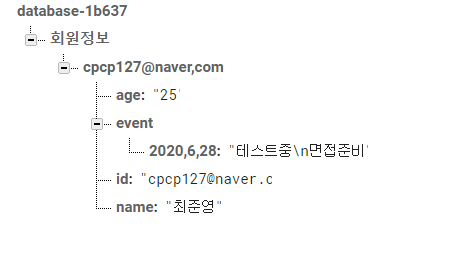 database-1b637
회원정보
cpcp127@naver,com
age: "25"
event
2020,6,28: "테스트중\n면접준비"
id: "cpcp127@naver.c
name: "최준영"